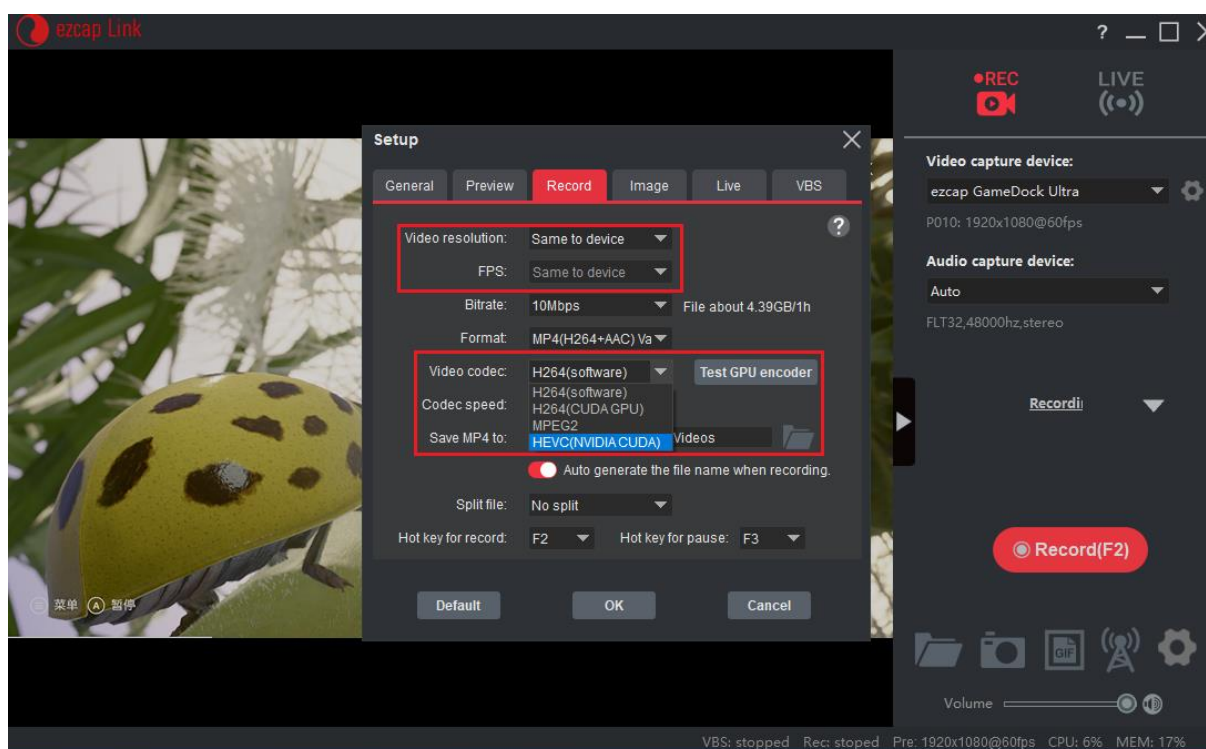 ezcap Link
?
REC
LIVE
Setup
General Preview Record Image Live VBS
?
Video resolution: Same to device
FPS: Same to device
Bitrate: 10Mbps File about 4.39GB/1h
Format: MP4(H264+AAC) Va
Video codec: H264(software) Test GPU encoder
H264(software)
Codec speed: H264(CUDA GPU)
MPEG2
Save MP4 to: HEVC(NVIDIA CUDA) Videos
Auto generate the file name when recording.
Split file: No split
Hot key for record: F2 Hot key for pause: F3
Default OK Cancel
菜单 A 暂停
Video capture device:
ezcap GameDock Ultra
P010: 1920x1080@60fps
Audio capture device:
Auto
FLT32,48000hz,stereo
Recordi
Record(F2)
GIF
Volume
VBS: stopped Rec: stoped Pre: 1920x1080@60fps CPU: 6% MEM: 17%